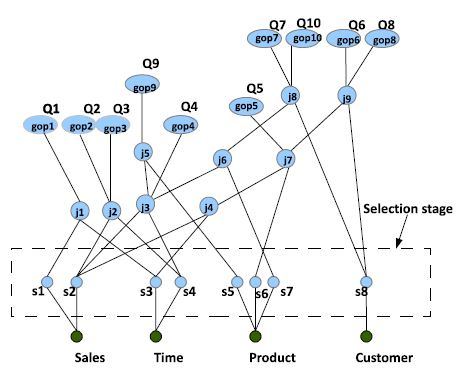 Q7 Q10 Q6 Q8
gop7 gop10 gop6 gop8
Q9
gop9
j8 j9
Q5
gop5
Q1 Q2 Q3 Q4
gop1 gop2 gop3 gop4
j5 j6 j7
j1 j2 j3 j4
Selection stage
s1 s2 s3 s4 s5 s6 s7 s8
Sales Time Product Customer